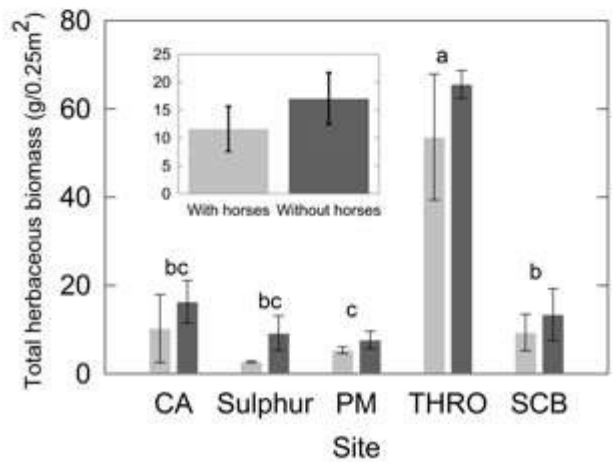 Total herbaceous biomass (g/0.25m²)
80
60
40
20
0
25
20
15
10
5
0
With horses Without horses
bc
bc
c
a
b
CA Sulphur PM THRO SCB
Site